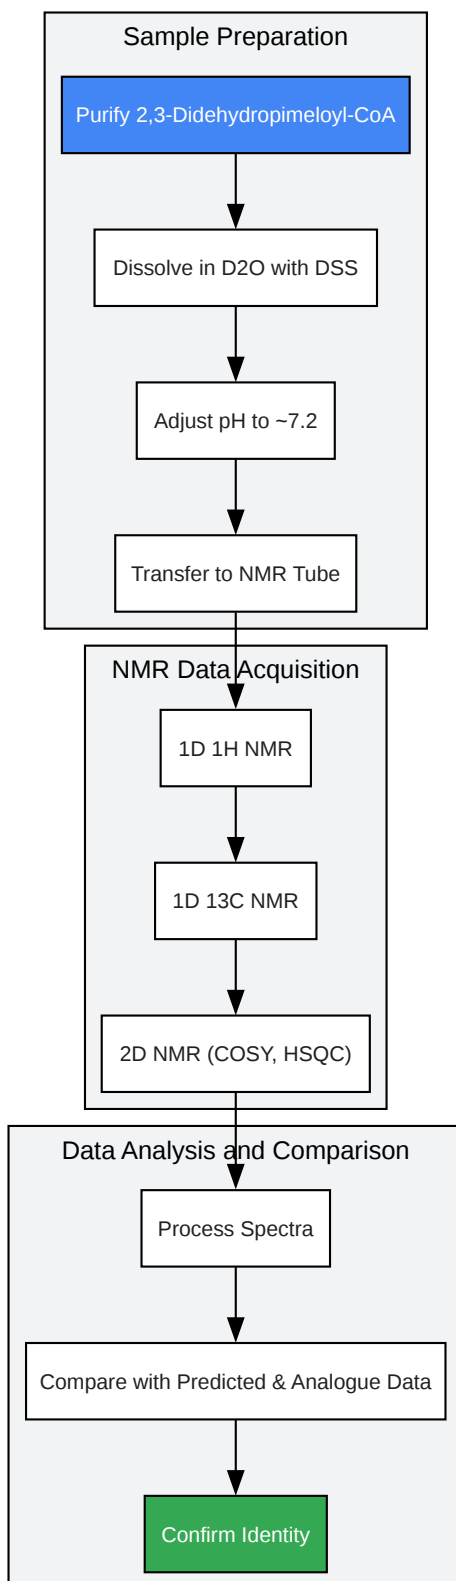 Sample Preparation
Purify 2,3-Didehydropimeloyl-CoA
Dissolve in D2O with DSS
Adjust pH to ~7.2
Transfer to NMR Tube
NMR Data Acquisition
1D 1H NMR
1D 13C NMR
2D NMR (COSY, HSQC)
Data Analysis and Comparison
Process Spectra
Compare with Predicted & Analogue Data
Confirm Identity